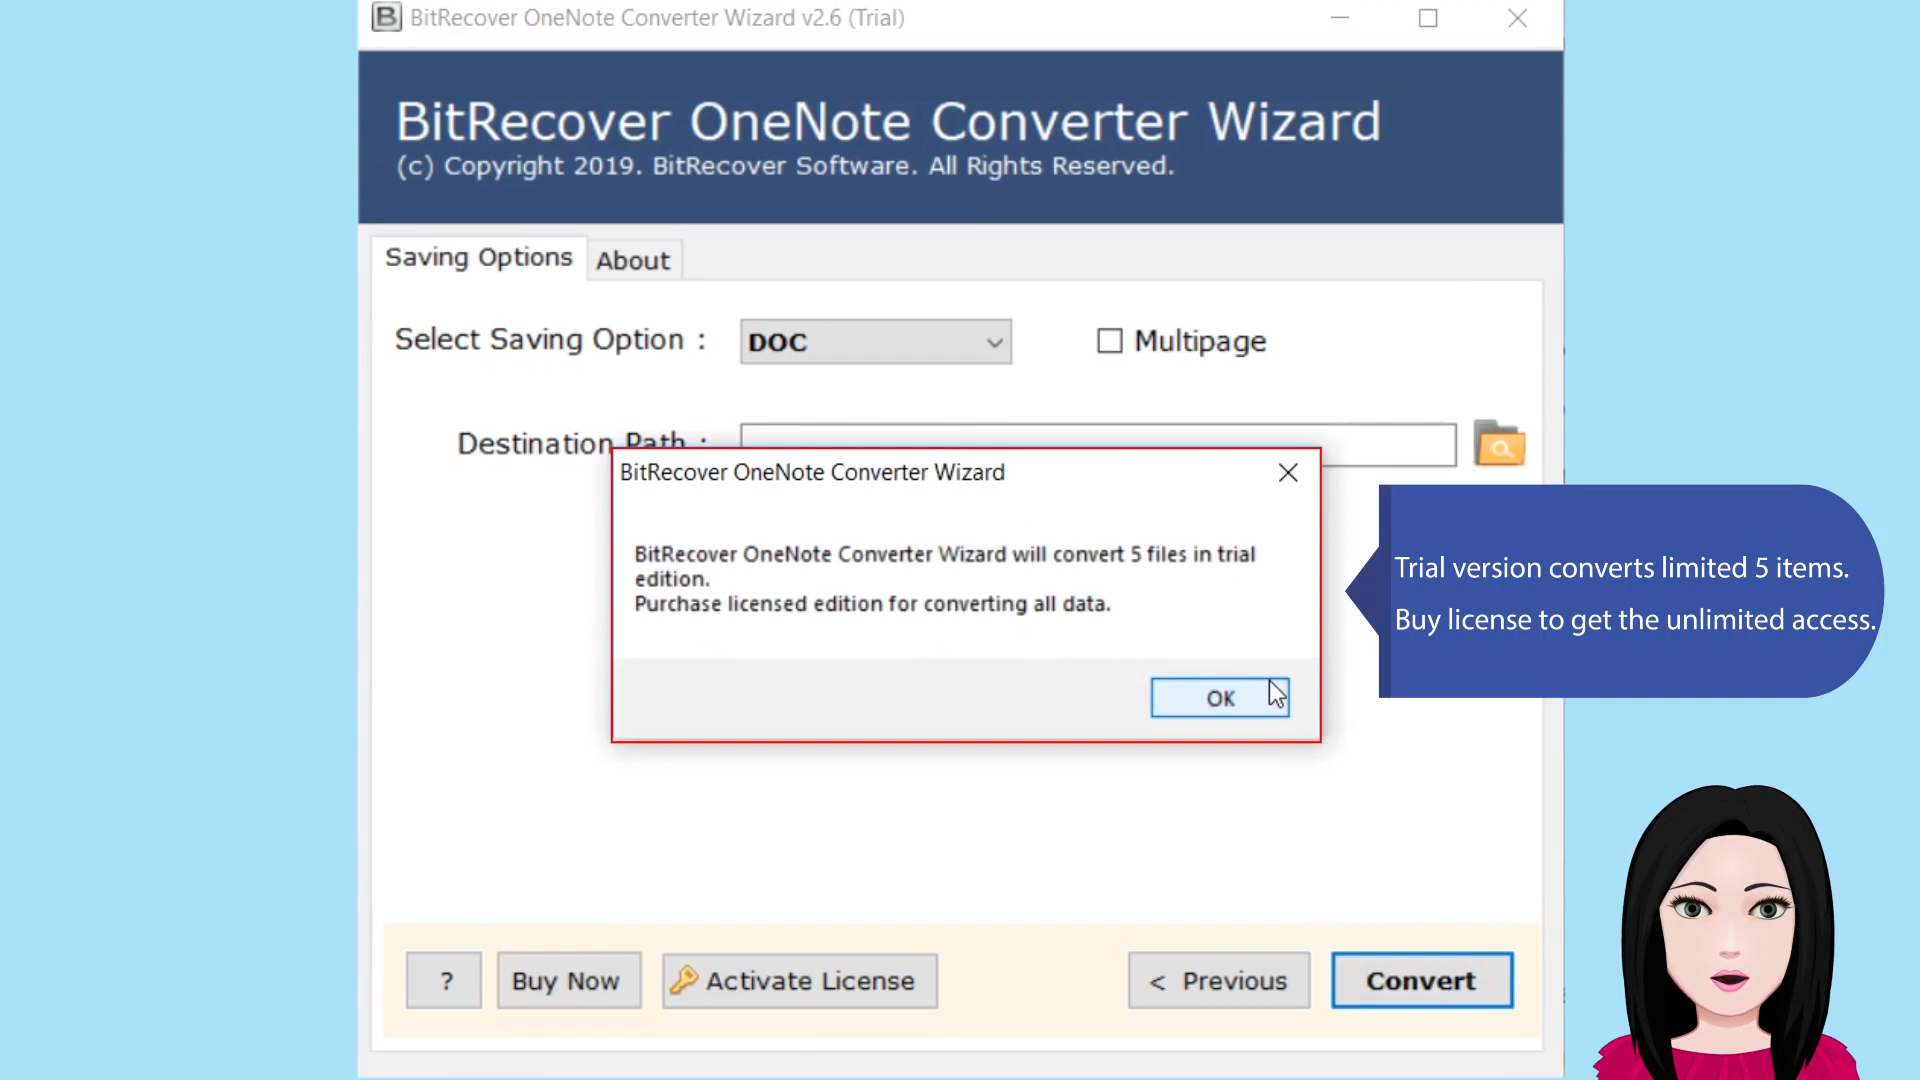 BitRecover OneNote Converter Wizard v2.6 (Trial)
BitRecover OneNote Converter Wizard
(c) Copyright 2019. BitRecover Software. All Rights Reserved.
Saving Options
About
Select Saving Option :
DOC
Multipage
Destination Path :
BitRecover OneNote Converter Wizard
BitRecover OneNote Converter Wizard will convert 5 files in trial
edition.
Purchase licensed edition for converting all data.
OK
Trial version converts limited 5 items.
Buy license to get the unlimited access.
?
Buy Now
Activate License
< Previous
Convert